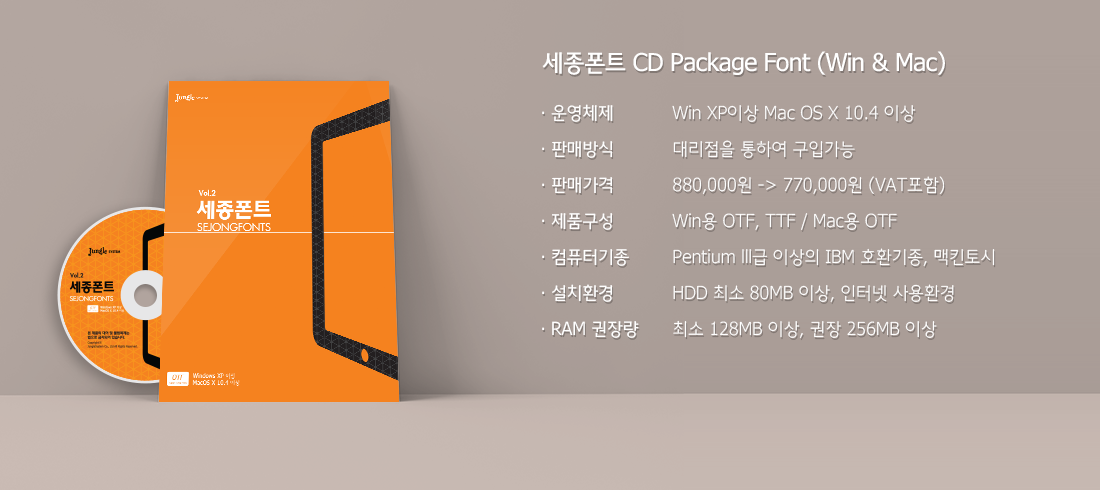 세종폰트 CD Package Font (Win & Mac)
· 운영체제 Win XP이상 Mac OS X 10.4 이상
· 판매방식 대리점을 통하여 구입가능
· 판매가격 880,000원 -> 770,000원 (VAT포함)
· 제품구성 Win용 OTF, TTF / Mac용 OTF
· 컴퓨터기종 Pentium III급 이상의 IBM 호환기종, 맥킨토시
· 설치환경 HDD 최소 80MB 이상, 인터넷 사용환경
· RAM 권장량 최소 128MB 이상, 권장 256MB 이상
Jungle
Vol.2
세종폰트
SEJONGFONTS
Windows XP 이상
MacOS X 10.4 이상
Jungle
Vol.2
세종폰트
SEJONGFONTS